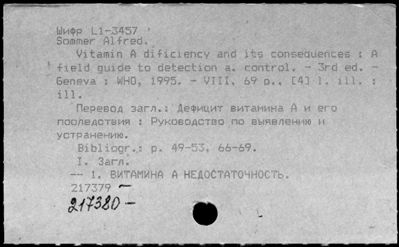 Шифр L1-3457
Sommer Alfred.
Vitamin A dificiency and its consequences : A
field guide to detection a. control. - 3rd ed. -
Geneva : WHO, 1995. - VIII, 69 p., [4] l. ill. :
ill.
Перевод загл.: Дефицит витамина А и его
последствия : Руководство по выявлению и
устранению.
Bibliogr.: p. 49-53, 66-69.
I. Загл.
-- 1. ВИТАМИНА А НЕДОСТАТОЧНОСТЬ.
217379 -
217380 -